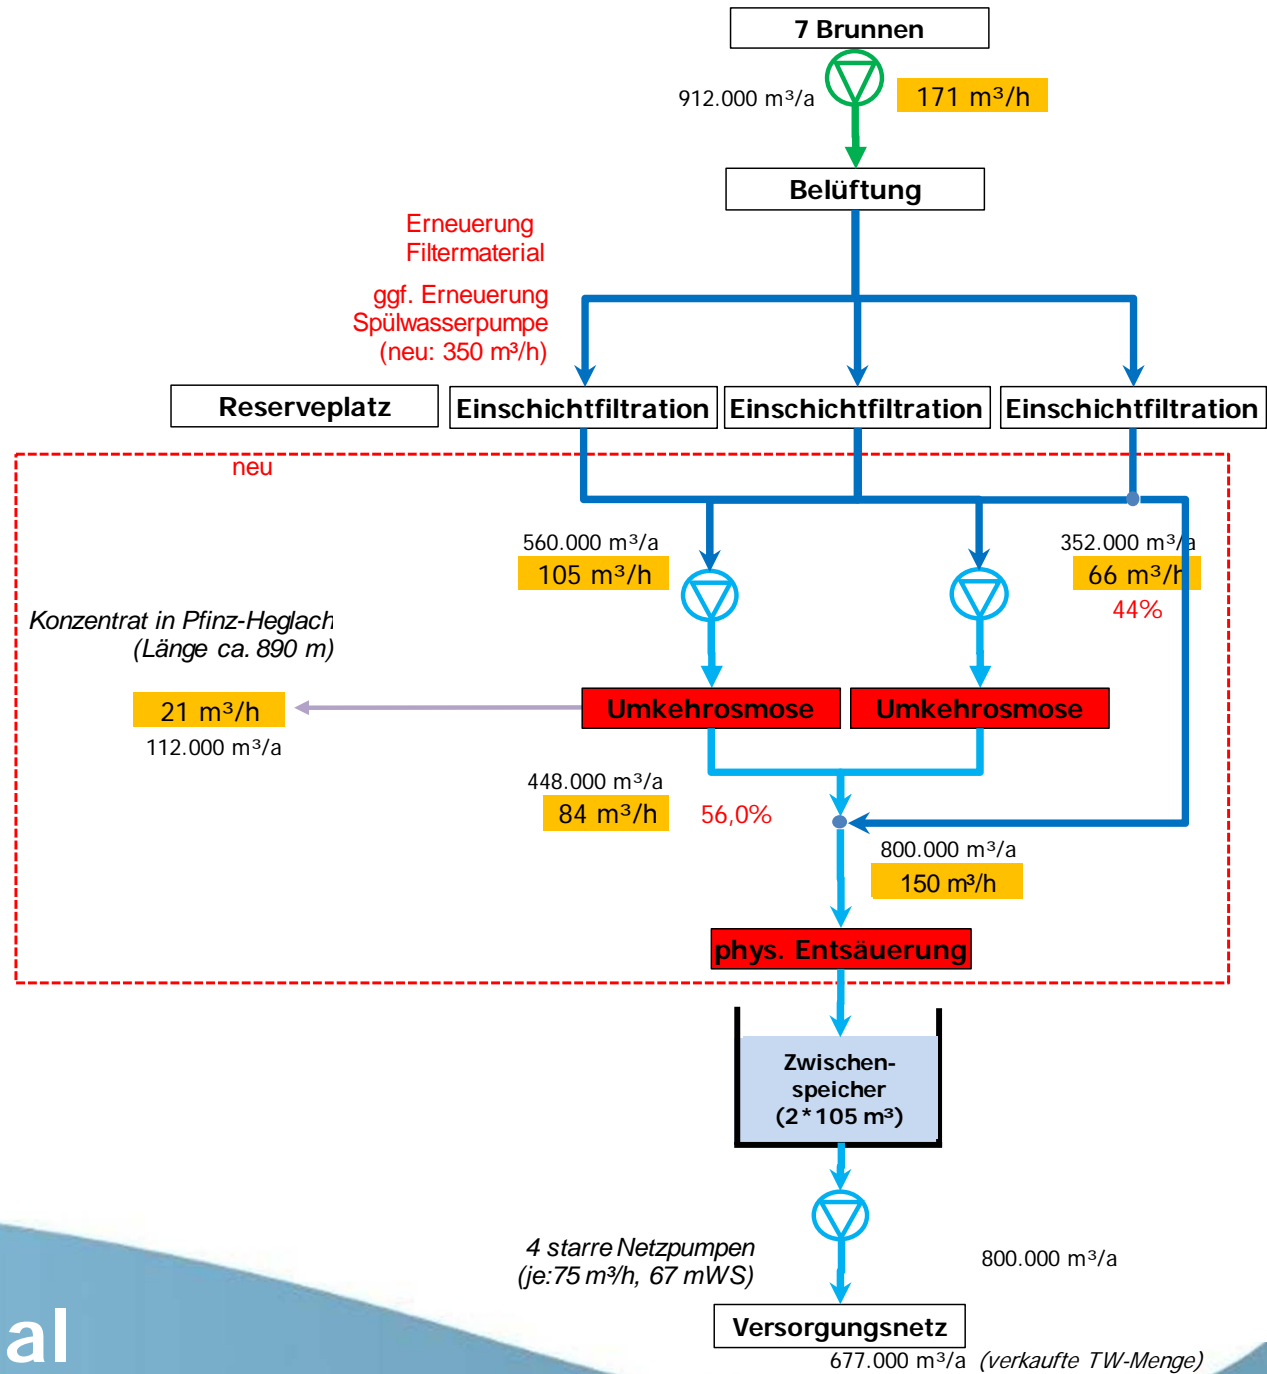 7 Brunnen
912.000 m³/a
171 m³/h
Belüftung
Erneuerung
Filtermaterial
ggf. Erneuerung
Spülwasserpumpe
(neu: 350 m³/h)
Reserveplatz
Einschichtfiltration
Einschichtfiltration
Einschichtfiltration
neu
560.000 m³/a
105 m³/h
352.000 m³/a
66 m³/h
44%
Konzentrat in Pfinz-Heglach
(Länge ca. 890 m)
21 m³/h
112.000 m³/a
Umkehrosmose
Umkehrosmose
448.000 m³/a
84 m³/h
56,0%
800.000 m³/a
150 m³/h
phys. Entsäuerung
Zwischen-
speicher
(2*105 m³)
4 starre Netzpumpen
(je:75 m³/h, 67 mWS)
800.000 m³/a
Versorgungsnetz
677.000 m³/a (verkaufte TW-Menge)
al